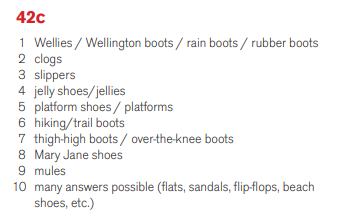 42c
1 Wellies / Wellington boots / rain boots / rubber boots
2 clogs
3 slippers
4 jelly shoes/jellies
5 platform shoes / platforms
6 hiking/trail boots
7 thigh-high boots / over-the-knee boots
8 Mary Jane shoes
9 mules
10 many answers possible (flats, sandals, flip-flops, beach
shoes, etc.)